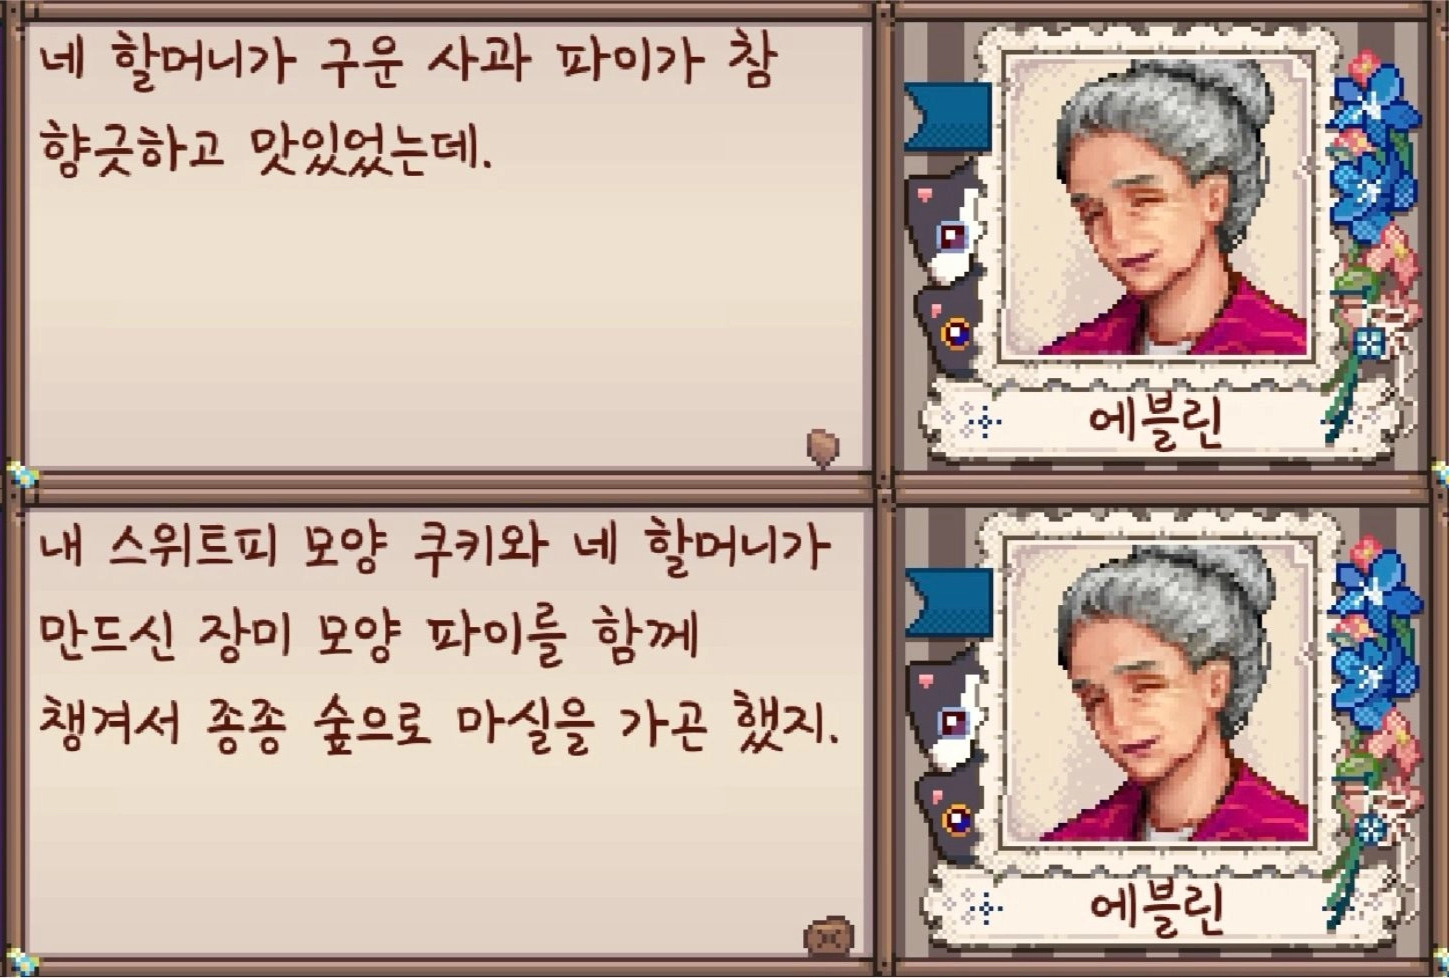 네 할머니가 구운 사과 파이가 참
향긋하고 맛있었는데.
에블린
내 스위트피 모양 쿠키와 네 할머니가
만드신 장미 모양 파이를 함께
챙겨서 종종 숲으로 마실을 가곤 했지.
에블린